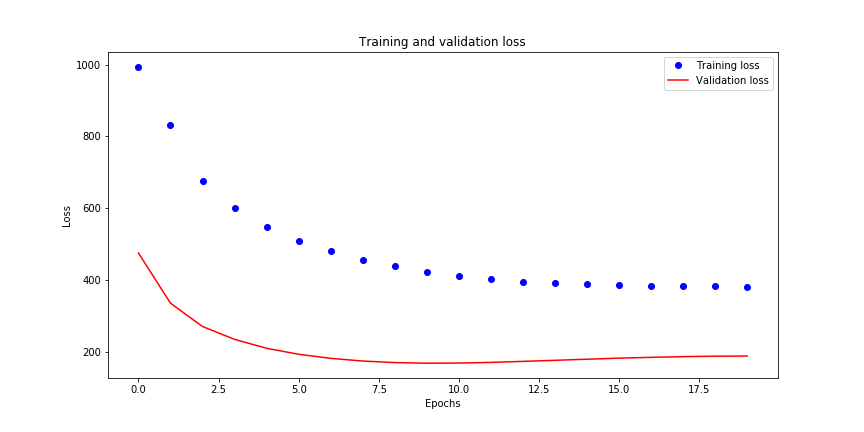 Training and validation loss
Training loss
Validation loss
1000
800
600
400
200
Loss
0.0 2.5 5.0 7.5 10.0 12.5 15.0 17.5
Epochs